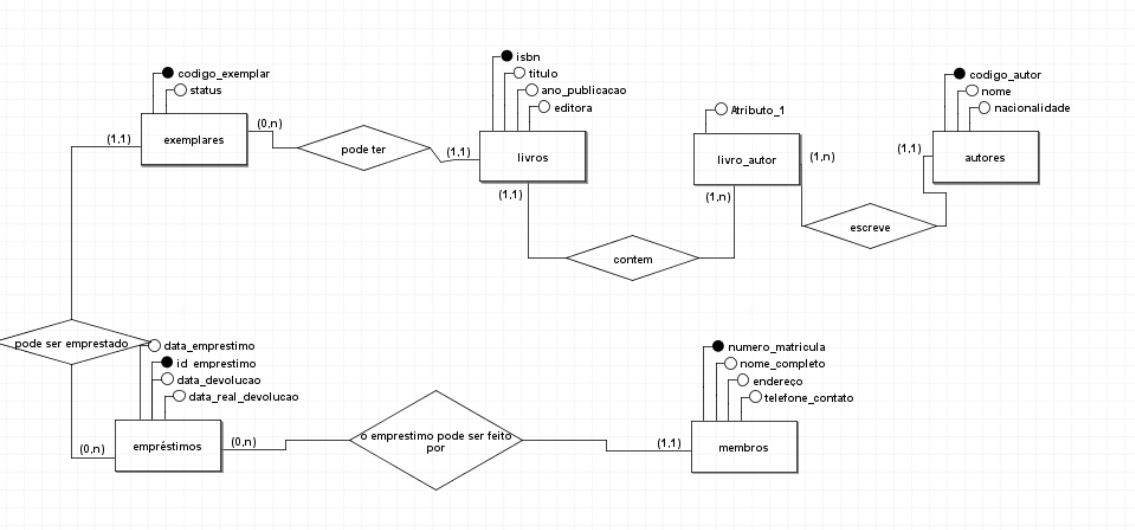 isbn
titulo
ano_publicacao
editora
codigo_exemplar
status
codigo_autor
nome
nacionalidade
Atributo_1
exemplares
(0,n)
(1,1)
pode ter
(1,1)
livros
(1,1)
livro_autor
(1,n)
(1,n)
(1,1)
autores
escreve
contem
pode ser emprestado
data_emprestimo
id_emprestimo
data_devolucao
data_real_devolucao
numero_matricula
nome_completo
endereço
telefone_contato
(0,n)
empréstimos
(0,n)
o emprestimo pode ser feito
por
(1,1)
membros